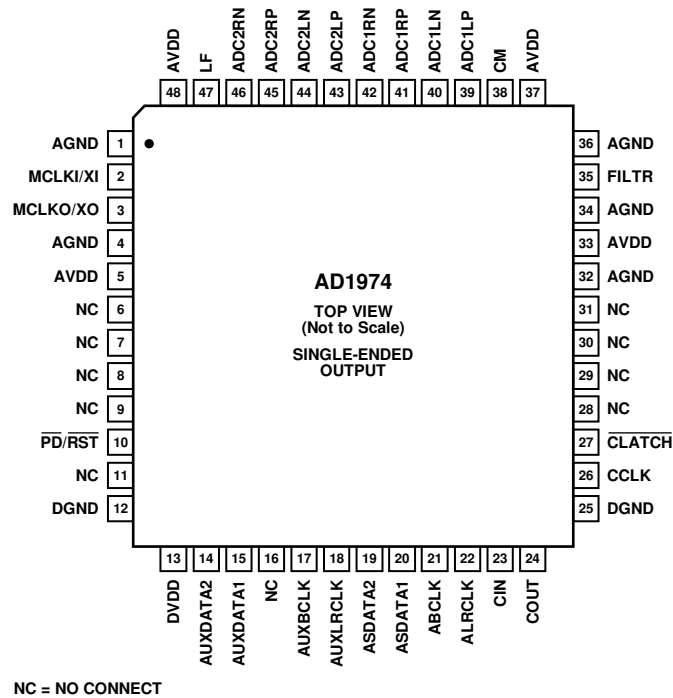 48 AVDD
47 LF
46 ADC2RN
45 ADC2RP
44 ADC2LN
43 ADC2LP
42 ADC1RN
41 ADC1RP
40 ADC1LN
39 ADC1LP
38 CM
37 AVDD
AGND 1
MCLKI/XI 2
MCLKO/XO 3
AGND 4
AVDD 5
NC 6
NC 7
NC 8
NC 9
PD/RST 10
NC 11
DGND 12
AD1974
TOP VIEW
(Not to Scale)
SINGLE-ENDED
OUTPUT
36 AGND
35 FILTR
34 AGND
33 AVDD
32 AGND
31 NC
30 NC
29 NC
28 NC
27 CLATCH
26 CCLK
25 DGND
13 DVDD
14 AUXDATA2
15 AUXDATA1
16 NC
17 AUXBCLK
18 AUXLRCLK
19 ASDATA2
20 ASDATA1
21 ABCLK
22 ALRCLK
23 CIN
24 COUT
NC = NO CONNECT